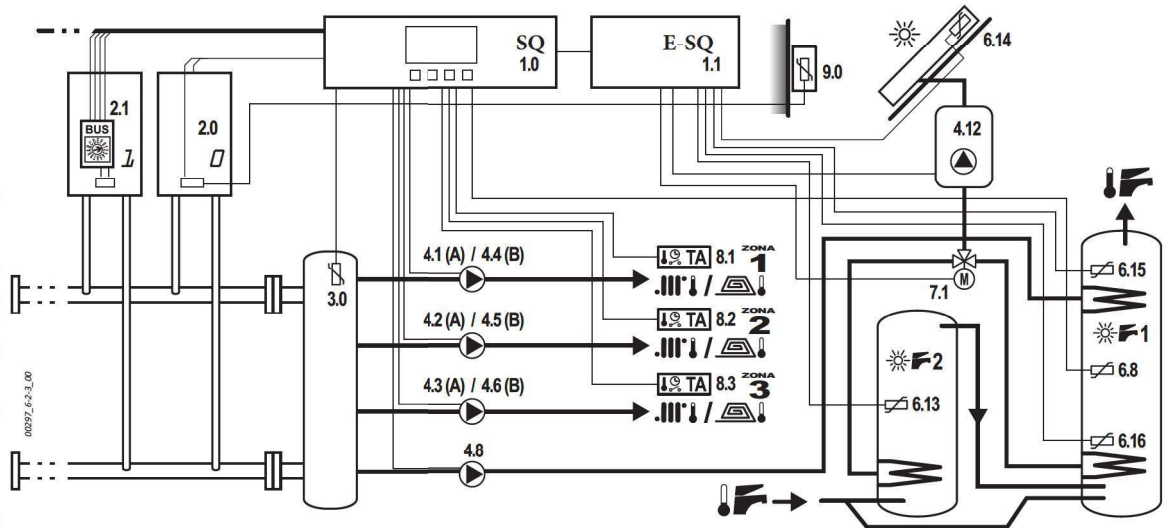 SQ
1.0
E-SQ
1.1
9.0
6.14
2.1
BUS
1
2.0
0
4.12
3.0
4.1 (A) / 4.4 (B)
TA 8.1 ZONA 1
/
4.2 (A) / 4.5 (B)
TA 8.2 ZONA 2
/
4.3 (A) / 4.6 (B)
TA 8.3 ZONA 3
/
4.8
M
7.1
6.15
1
2
6.8
6.13
6.16
00297_6-2-3_00